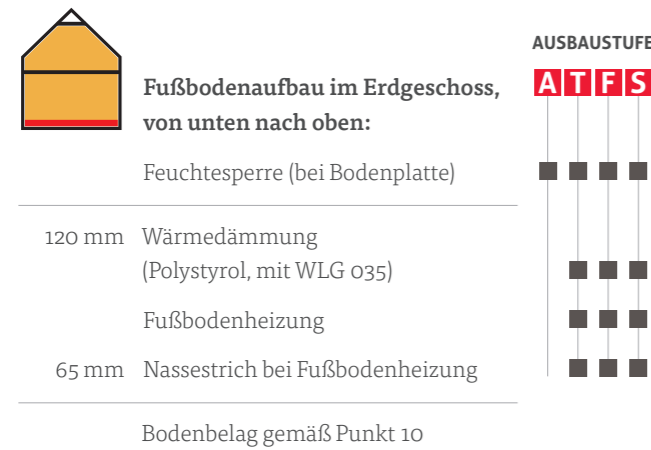 AUSBAUSTUFE
A T F S
Fußbodenaufbau im Erdgeschoss,
von unten nach oben:
Feuchtesperre (bei Bodenplatte)
120 mm Wärmedämmung
(Polystyrol, mit WLG 035)
Fußbodenheizung
65 mm Nassestrich bei Fußbodenheizung
Bodenbelag gemäß Punkt 10